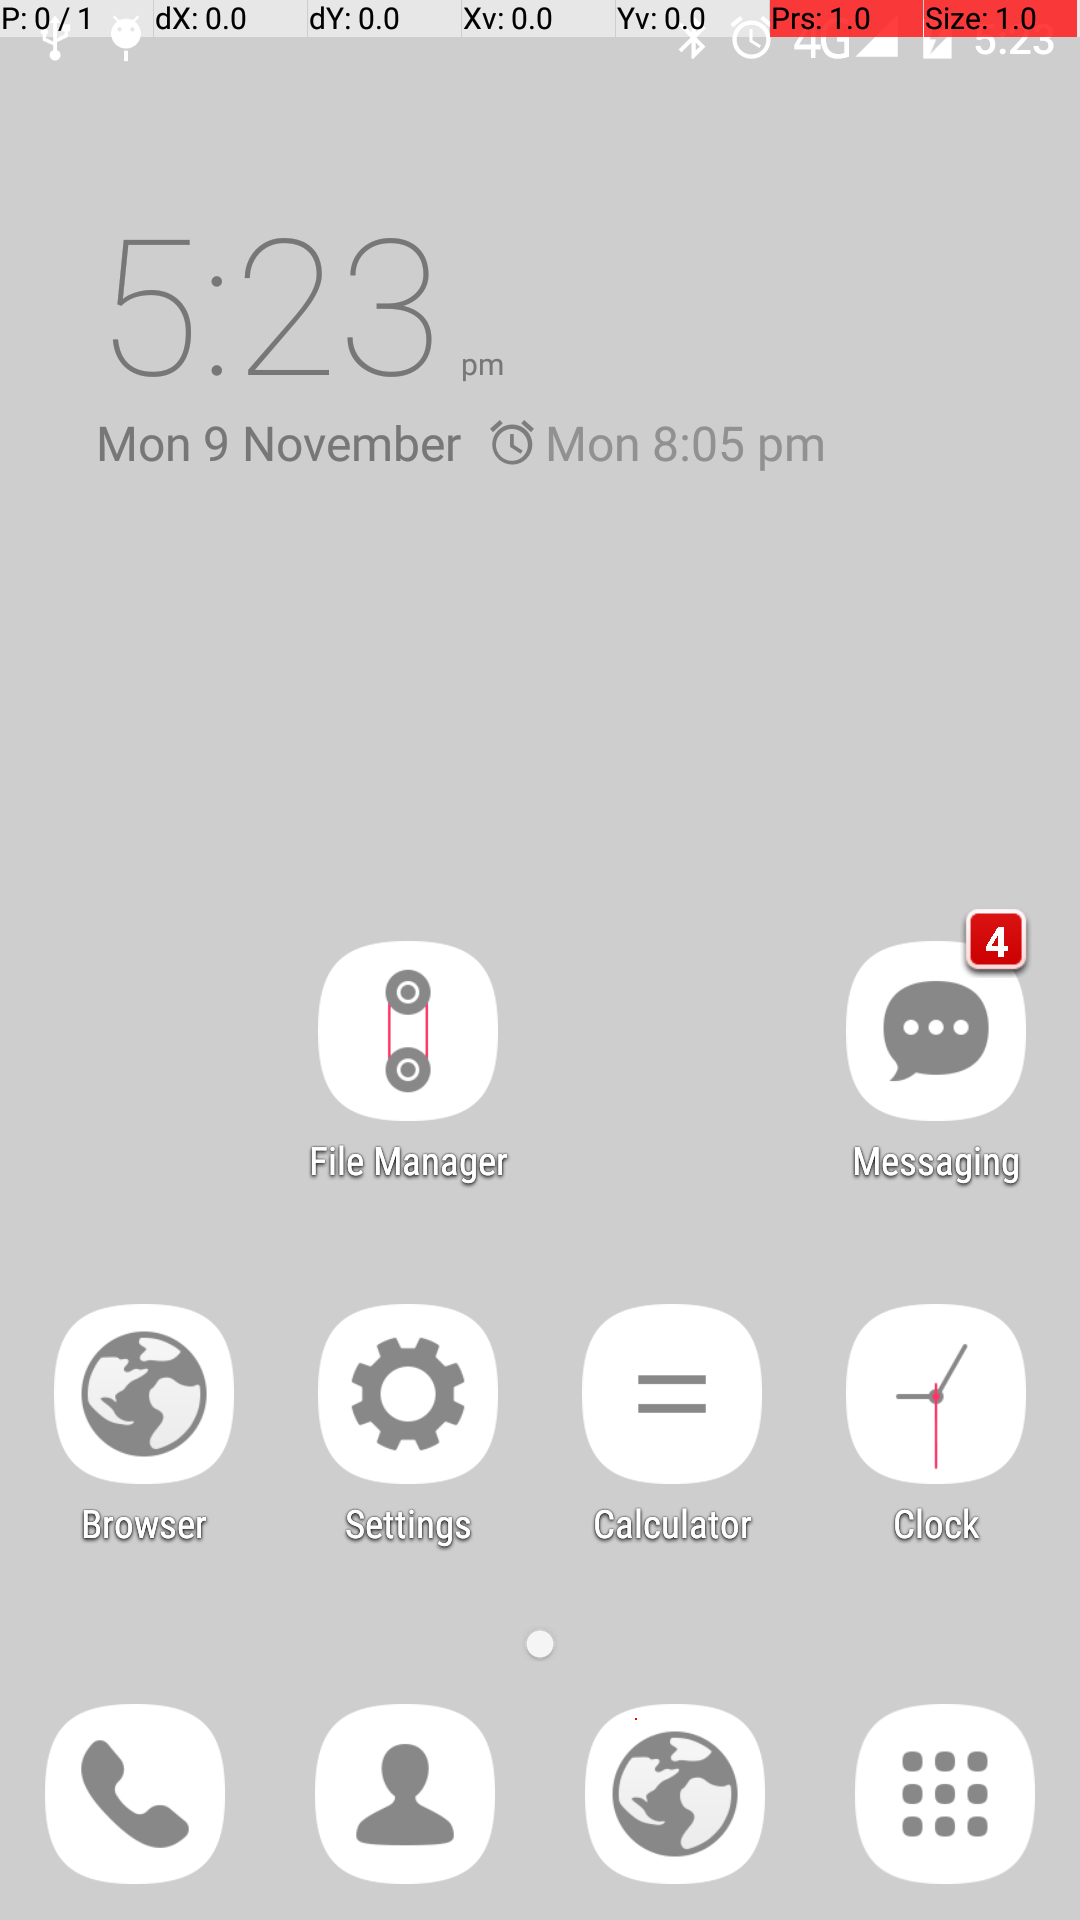 P: 0 / 1 dX: 0.0 dY: 0.0 Xv: 0.0 Yv: 0.0 Prs: 1.0 Size: 1.0
4G 5:23
5:23 pm
Mon 9 November Mon 8:05 pm
4
File Manager Messaging
Browser Settings Calculator Clock